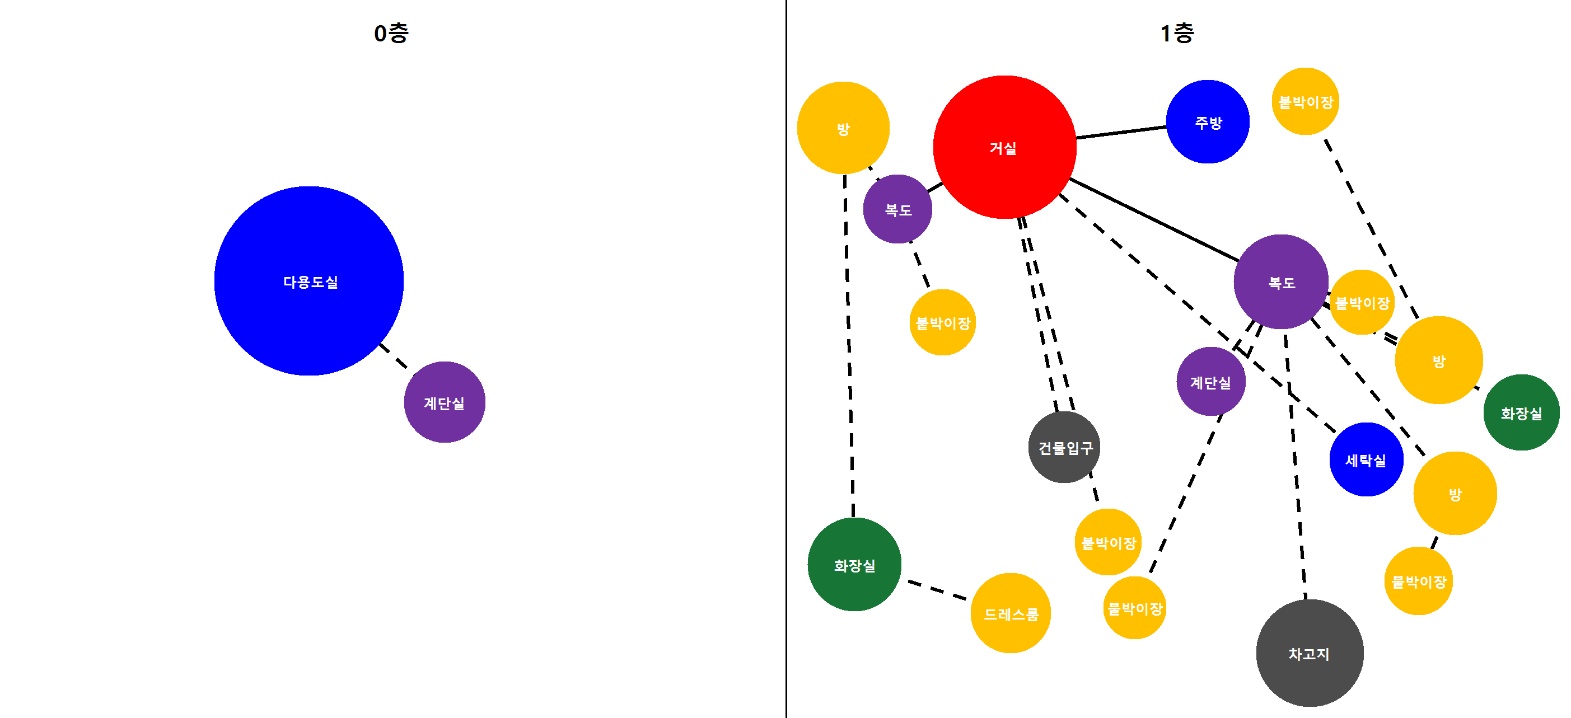 0층
다용도실
계단실
1층
방
거실
주방
붙박이장
복도
붙박이장
복도
붙박이장
계단실
방
화장실
건물입구
세탁실
방
붙박이장
화장실
드레스룸
붙박이장
붙박이장
차고지